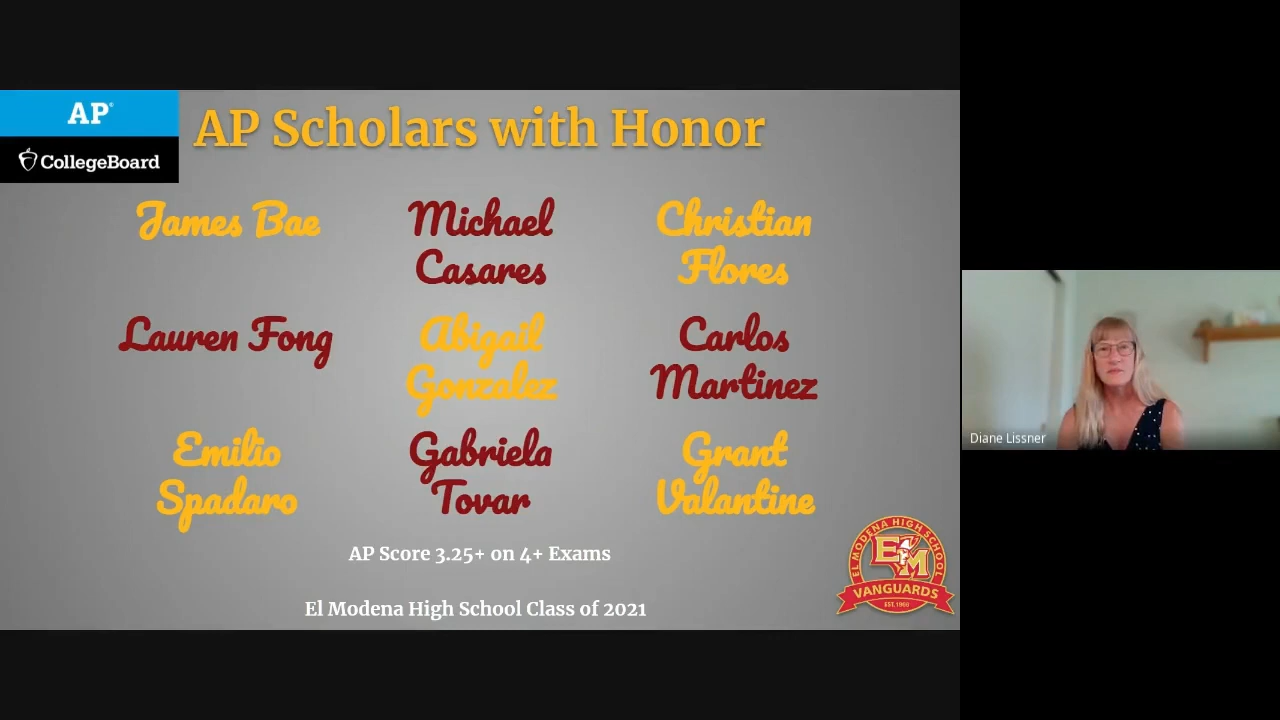 AP
CollegeBoard
AP Scholars with Honor
James Bae
Michael
Casares
Christian
Flores
Lauren Fong
Abigail
Gonzalez
Carlos
Martinez
Emilio
Spadaro
Gabriela
Tovar
Grant
Valantine
AP Score 3.25+ on 4+ Exams
El Modena High School Class of 2021
EL MODENA HIGH SCHOOL
EM
VANGUARDS
EST. 1966
Diane Lissner